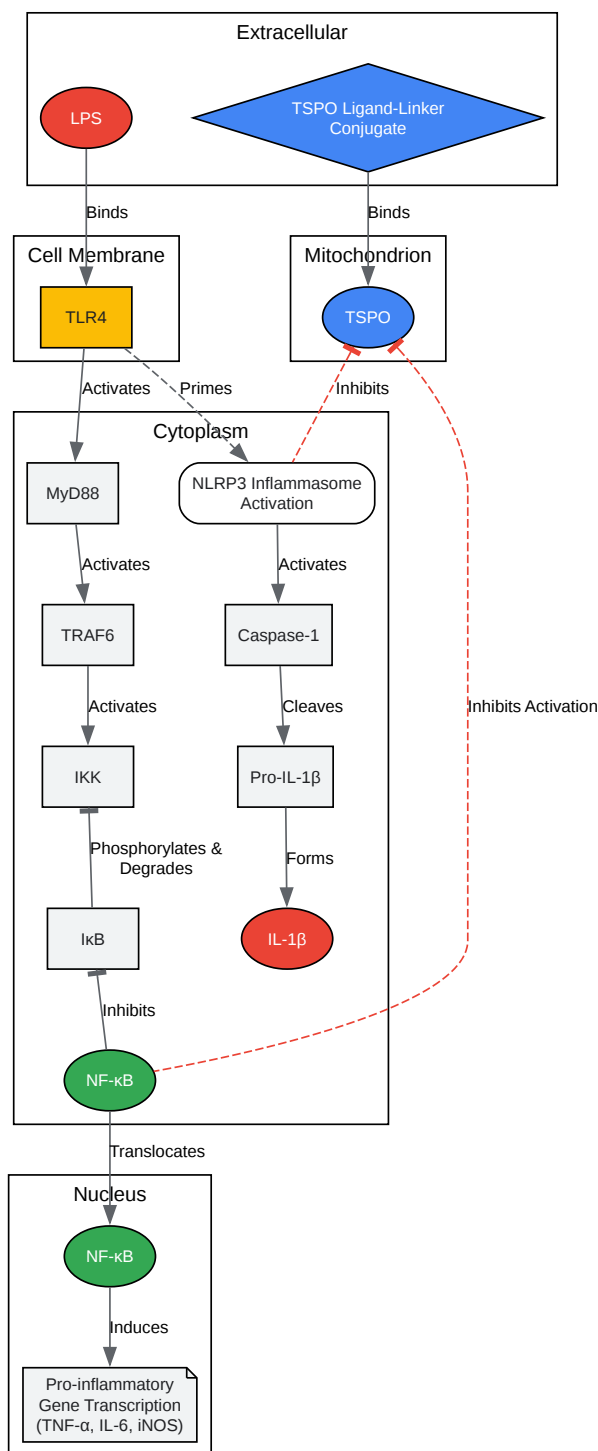 Extracellular
LPS
TSPO Ligand-Linker
Conjugate
Binds
Binds
Cell Membrane
Mitochondrion
TLR4
TSPO
Activates
Primes
Inhibits
Cytoplasm
MyD88
NLRP3 Inflammasome
Activation
Activates
Activates
TRAF6
Caspase-1
Activates
Cleaves
Inhibits Activation
IKK
Pro-IL-1β
Phosphorylates &
Degrades
Forms
IκB
IL-1β
Inhibits
NF-κB
Translocates
Nucleus
NF-κB
Induces
Pro-inflammatory
Gene Transcription
(TNF-α, IL-6, iNOS)